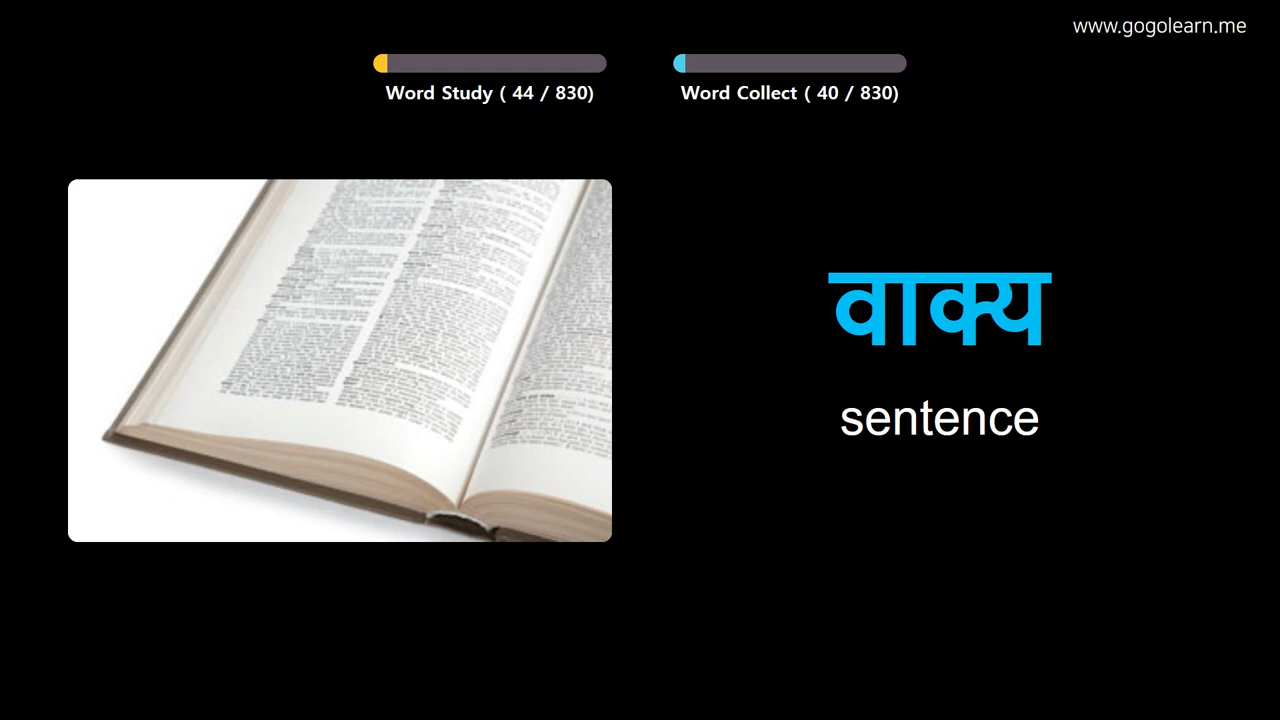 www.gogolearn.me
Word Study ( 44 / 830)
Word Collect ( 40 / 830)
वाक्य
sentence